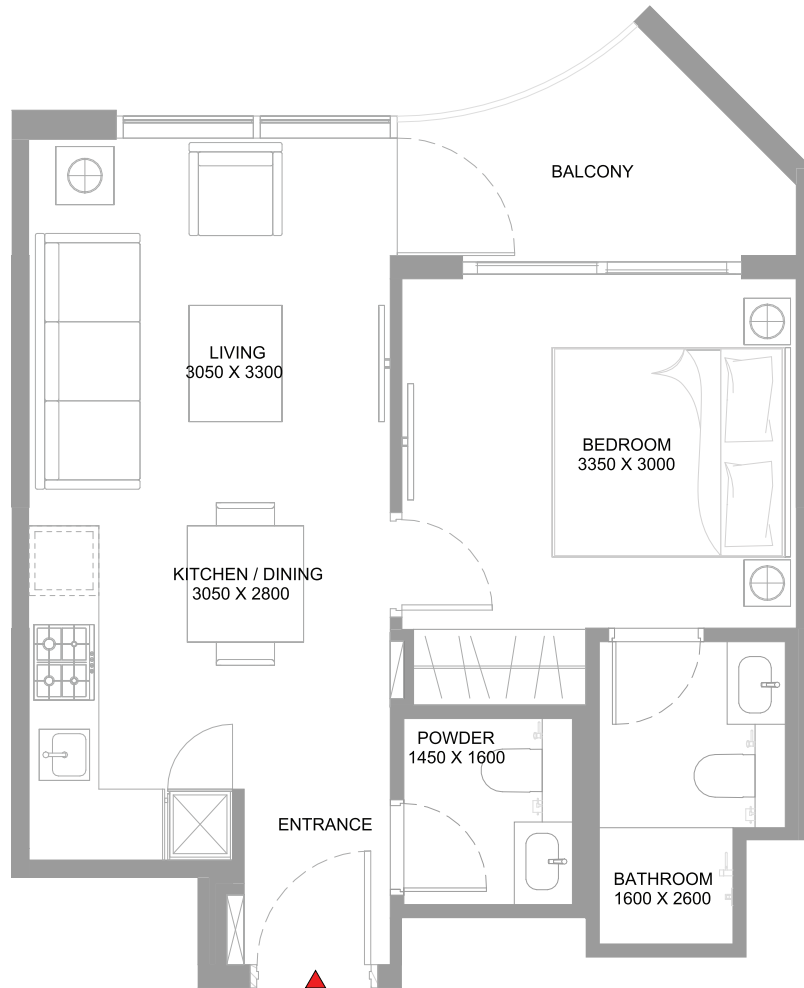 BALCONY
LIVING
3050 X 3300
BEDROOM
3350 X 3000
KITCHEN / DINING
3050 X 2800
POWDER
1450 X 1600
ENTRANCE
BATHROOM
1600 X 2600